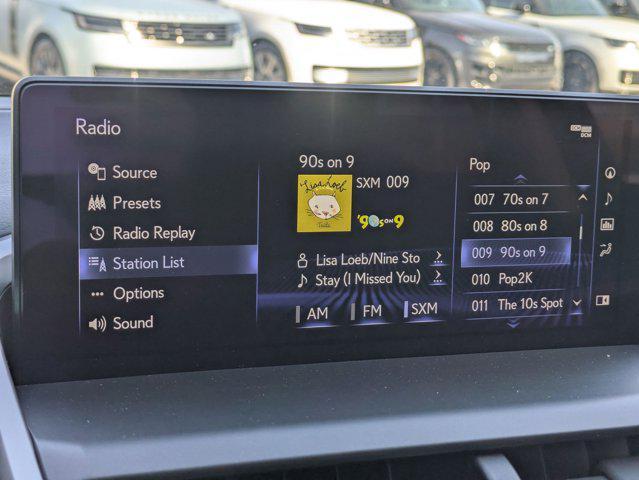 Radio
DCM
Source
Presets
Radio Replay
Station List
Options
Sound
90s on 9
Lisa Loeb
Tails
SXM 009
'90s ON 9
Lisa Loeb/Nine Sto
Stay (I Missed You)
AM
FM
SXM
Pop
007 70s on 7
008 80s on 8
009 90s on 9
010 Pop2K
011 The 10s Spot